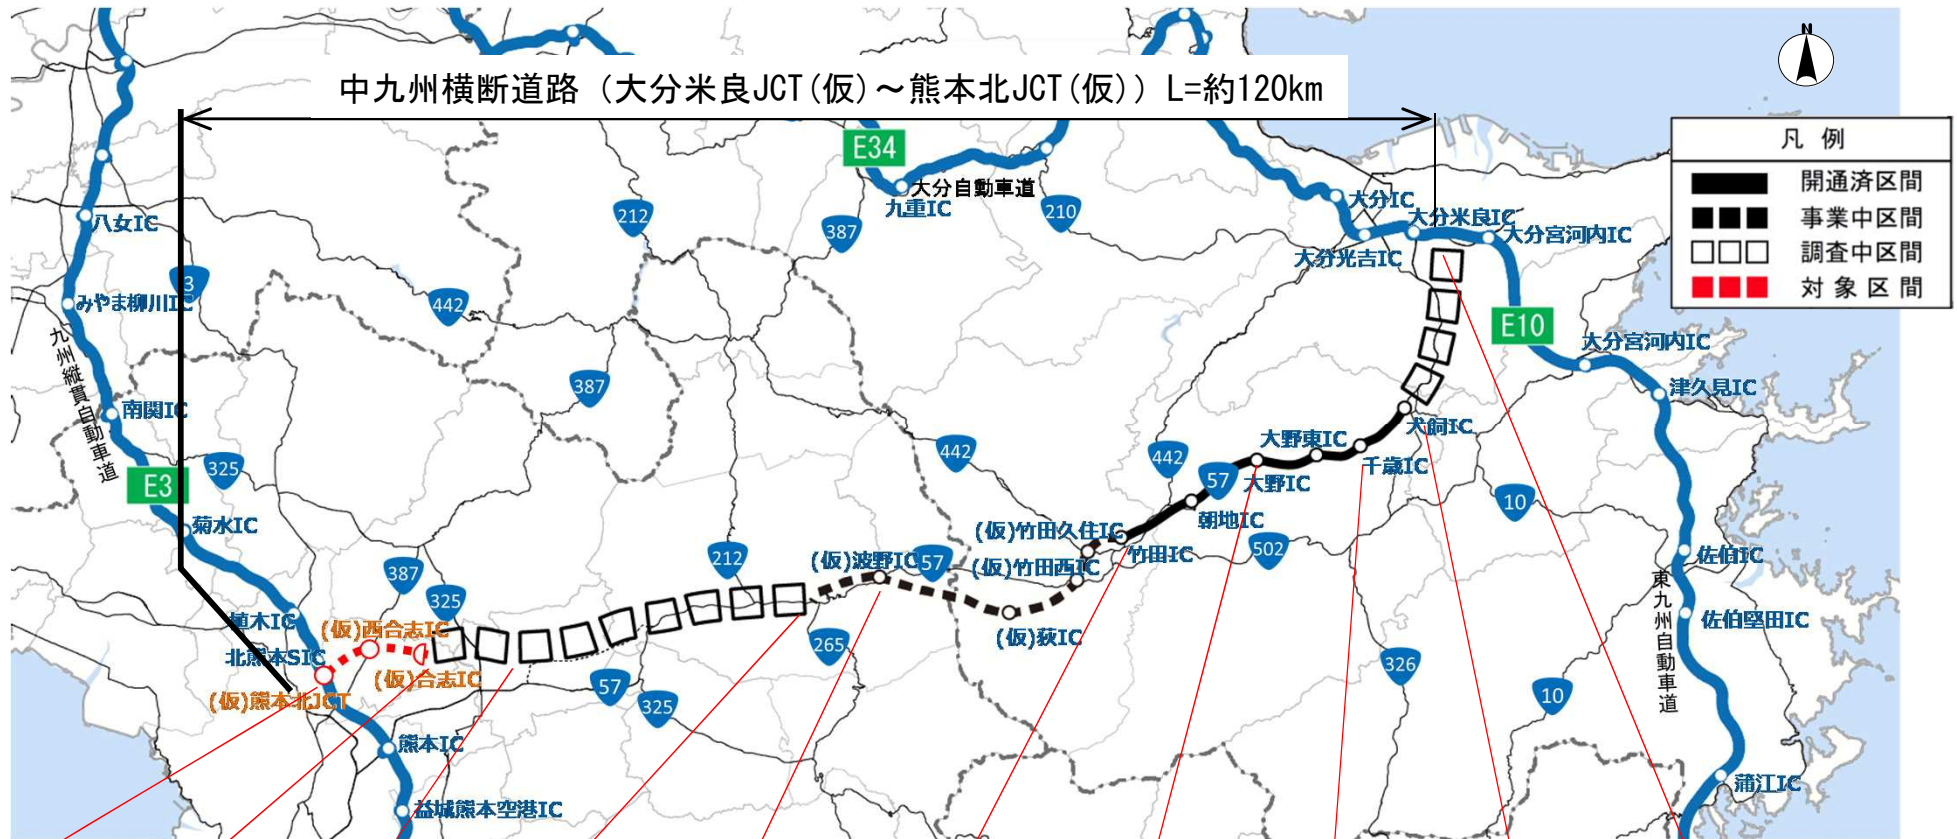 中九州横断道路（大分米良JCT(仮)～熊本北JCT(仮)）L=約120km
N
凡 例
開通済区間
事業中区間
調査中区間
対象区間
E34
大分自動車道
九重IC
212
387
210
大分IC
大分米良IC
大分宮河内IC
大分光吉IC
八女IC
3
みやま柳川IC
442
九州縦貫自動車道
E10
大分宮河内IC
津久見IC
387
南関IC
325
E3
菊水IC
442
442
57
大野東IC
大野IC
犬飼IC
千歳IC
朝地IC
10
(仮)竹田久住IC
竹田IC
502
(仮)竹田西IC
212
(仮)波野IC
57
387
325
佐伯IC
東九州自動車道
佐伯堅田IC
植木IC
(仮)西合志IC
北熊本SIC
(仮)合志IC
(仮)熊本北JCT
(仮)荻IC
265
57
325
326
10
熊本IC
益城熊本空港IC
蒲江IC